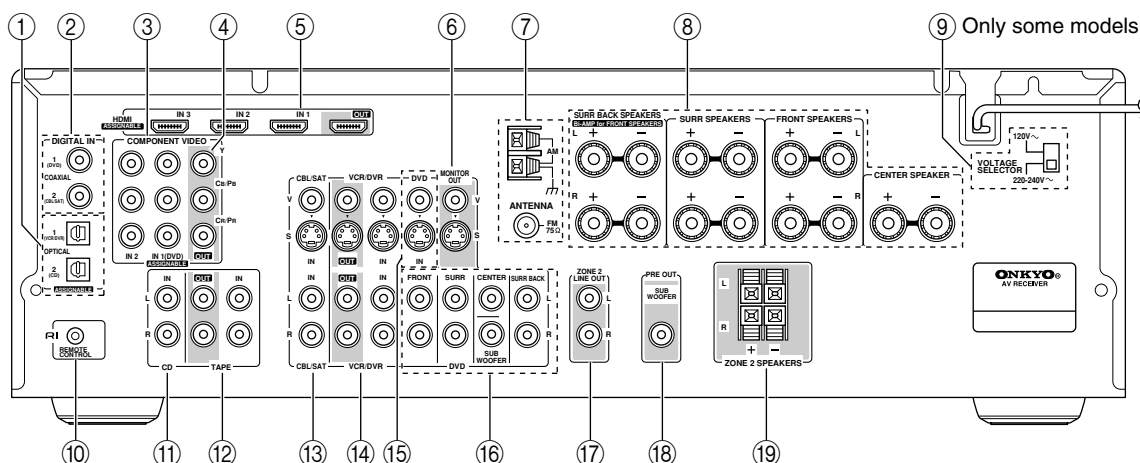 ① ② ③ ④ ⑤ ⑥ ⑦ ⑧ ⑨ Only some models
HDMI
ASSIGNABLE
IN 3 IN 2 IN 1 OUT
DIGITAL IN
1
(DVD)
COAXIAL
2
(CBL/SAT)
1
(VCR/DVR)
OPTICAL
2
(CD)
ASSIGNABLE
COMPONENT VIDEO
Y
CB/PB
CR/PR
IN 2 IN 1 (DVD) OUT
ASSIGNABLE
CBL/SAT VCR/DVR DVD MONITOR
OUT
V V
S S
IN OUT IN IN
AM
ANTENNA
FM
75Ω
SURR BACK SPEAKERS
BI-AMP for FRONT SPEAKERS
SURR SPEAKERS
FRONT SPEAKERS
+ − + − + −
L L
R R
CENTER SPEAKER
+ −
120V~
VOLTAGE
SELECTOR
220-240V~
RI
REMOTE
CONTROL
IN OUT IN
L
R
CD TAPE
IN OUT IN
L
R
CBL/SAT VCR/DVR
FRONT SURR CENTER SURR BACK
L
R
SUB
WOOFER
DVD
ZONE 2
LINE OUT
L
R
PRE OUT
SUB
WOOFER
L
R
+ −
ZONE 2 SPEAKERS
ONKYO®
AV RECEIVER
⑩ ⑪ ⑫ ⑬ ⑭ ⑮ ⑯ ⑰ ⑱ ⑲